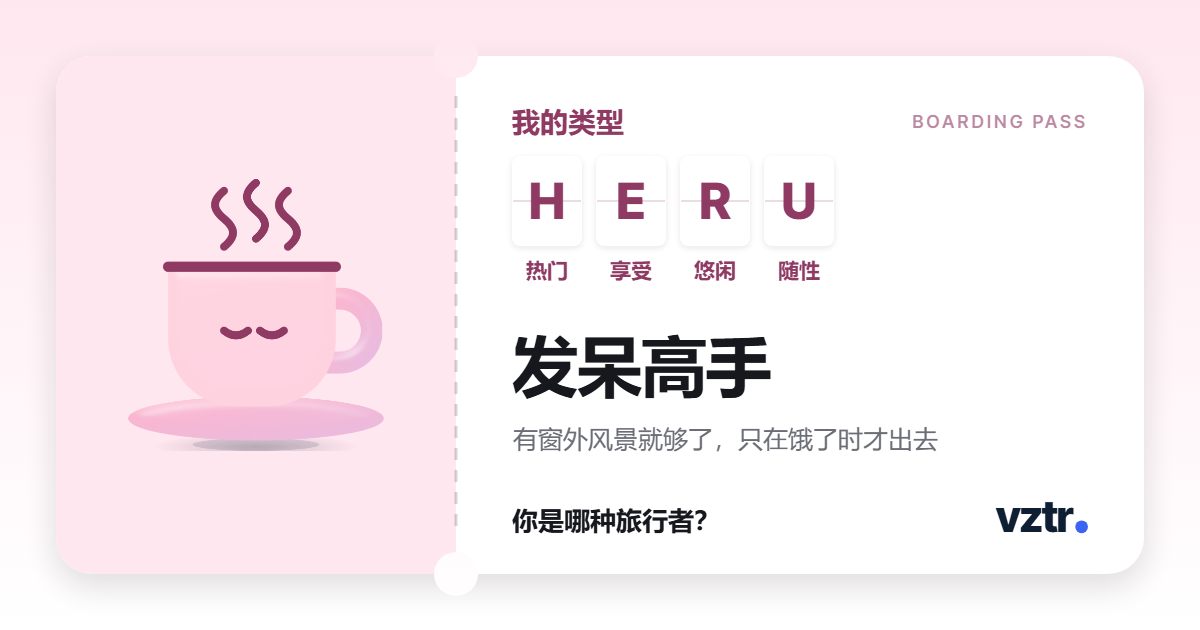 我的类型
BOARDING PASS
H E R U
热门 享受 悠闲 随性
发呆高手
有窗外风景就够了，只在饿了时才出去
你是哪种旅行者？
vztr.